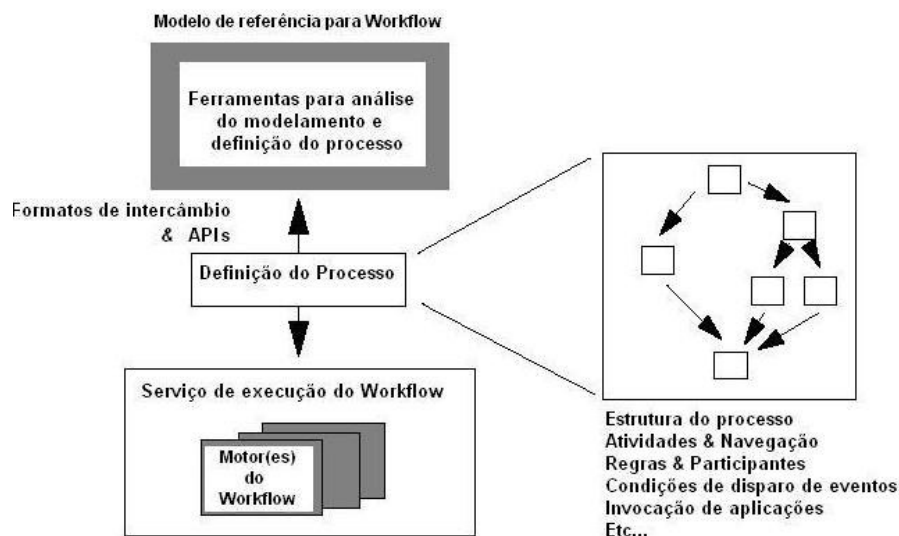 Modelo de referência para Workflow
Ferramentas para análise
do modelamento e
definição do processo
Formatos de intercâmbio
& APIs
Definição do Processo
Serviço de execução do Workflow
Motor(es)
do
Workflow
Estrutura do processo
Atividades & Navegação
Regras & Participantes
Condições de disparo de eventos
Invocação de aplicações
Etc...